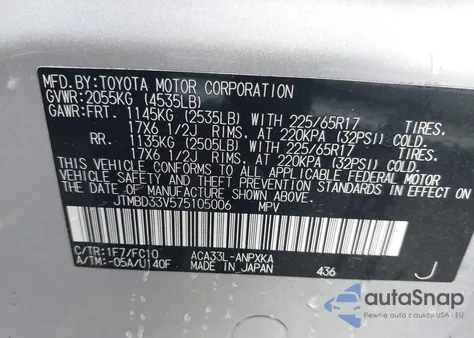 MFD.BY:TOYOTA MOTOR CORPORATION
GVWR:2055KG (4535LB)
GAWR:FRT. 1145KG (2535LB) WITH 225/65R17 TIRES.
17X6 1/2J RIMS, AT 220KPA (32PSI) COLD.
RR. 1135KG (2505LB) WITH 225/65R17 TIRES.
17X6 1/2J RIMS, AT 220KPA (32PSI) COLD.
THIS VEHICLE CONFORMS TO ALL APPLICABLE FEDERAL MOTOR
VEHICLE SAFETY AND THEFT PREVENTION STANDARDS IN EFFECT
ON THE DATE OF MANUFACTURE SHOWN ABOVE.
JTMBD33V575105006 MPV
C/TR:1F7/FC10 ACA33L-ANPXKA
A/TM:-05A/U140F MADE IN JAPAN 436 J
autoSnap
Auctions in USA - EU